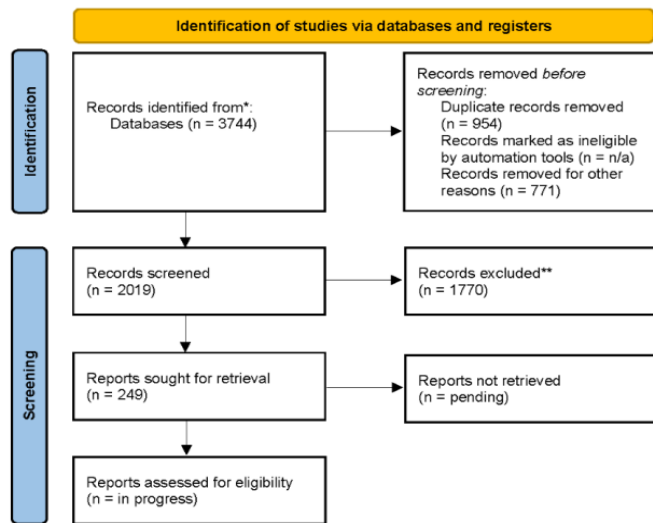 Identification of studies via databases and registers
Identification
Records identified from*:
Databases (n = 3744)
Records removed before
screening:
Duplicate records removed
(n = 954)
Records marked as ineligible
by automation tools (n = n/a)
Records removed for other
reasons (n = 771)
Screening
Records screened
(n = 2019)
Records excluded**
(n = 1770)
Reports sought for retrieval
(n = 249)
Reports not retrieved
(n = pending)
Reports assessed for eligibility
(n = in progress)